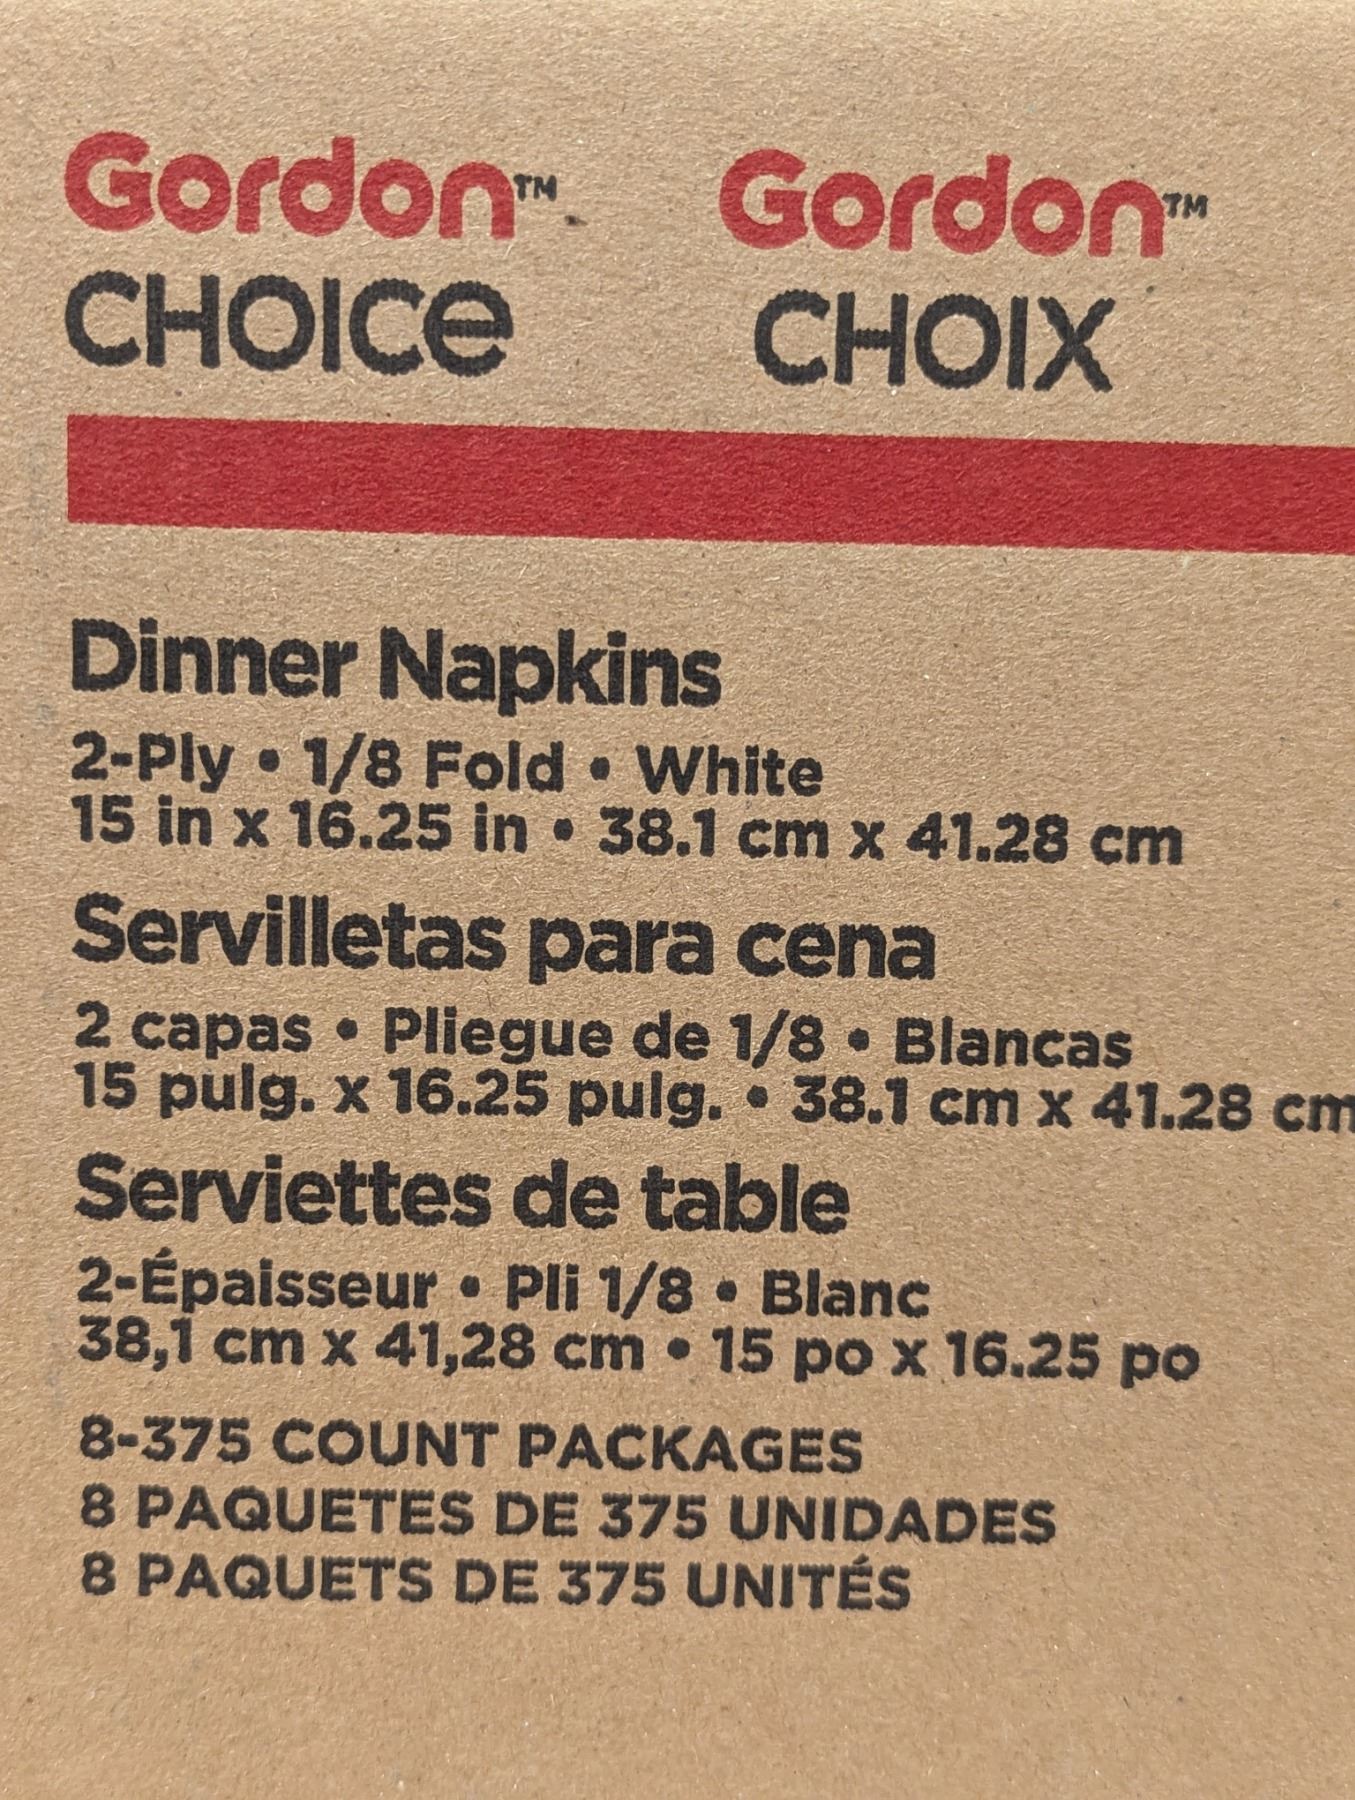 Gordon™ Gordon™
CHOICe CHOIX
Dinner Napkins
2-Ply • 1/8 Fold • White
15 in x 16.25 in • 38.1 cm x 41.28 cm
Servilletas para cena
2 capas • Pliegue de 1/8 • Blancas
15 pulg. x 16.25 pulg. • 38.1 cm x 41.28 cm
Serviettes de table
2-Épaisseur • Pli 1/8 • Blanc
38,1 cm x 41,28 cm • 15 po x 16.25 po
8-375 COUNT PACKAGES
8 PAQUETES DE 375 UNIDADES
8 PAQUETS DE 375 UNITÉS